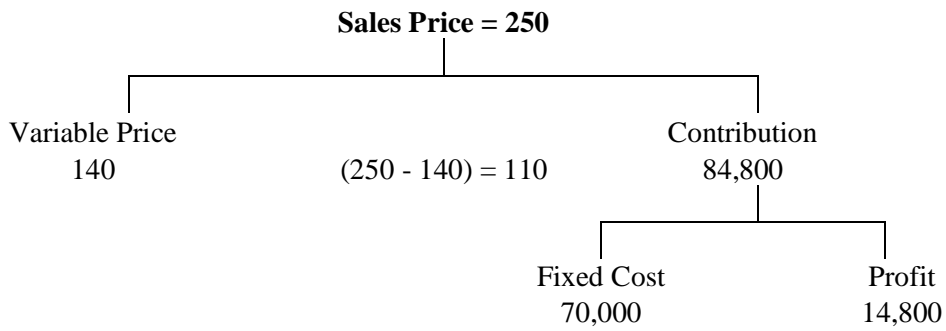 Sales Price = 250
Variable Price Contribution
140 (250 - 140) = 110 84,800
Fixed Cost Profit
70,000 14,800